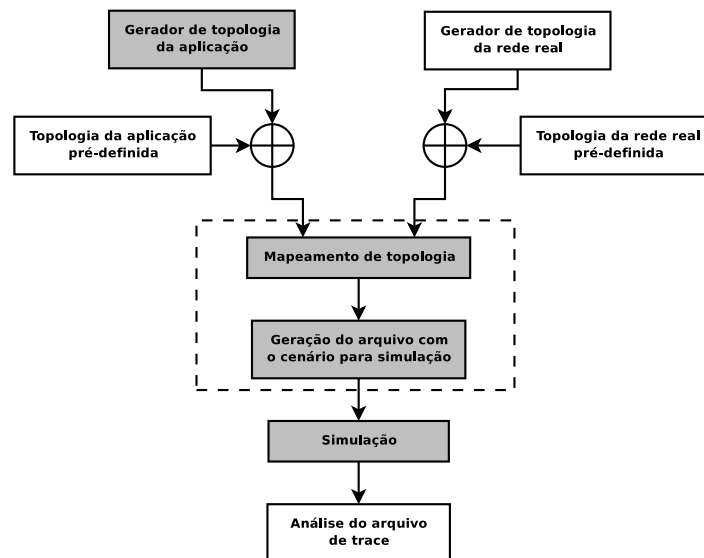 Gerador de topologia
da aplicação
Gerador de topologia
da rede real
Topologia da aplicação
pré-definida
Topologia da rede real
pré-definida
Mapeamento de topologia
Geração do arquivo com
o cenário para simulação
Simulação
Análise do arquivo
de trace